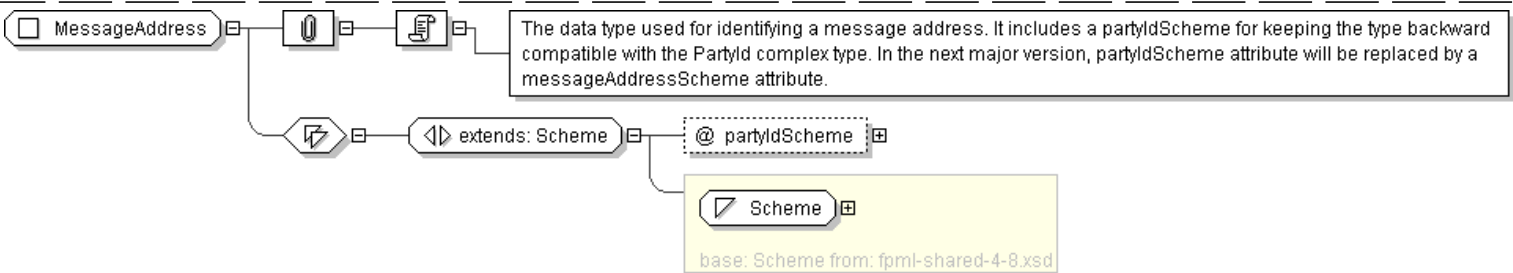 MessageAddress
The data type used for identifying a message address. It includes a partyIdScheme for keeping the type backward
compatible with the PartyId complex type. In the next major version, partyIdScheme attribute will be replaced by a
messageAddressScheme attribute.
extends: Scheme
@ partyIdScheme
Scheme
base: Scheme from: fpml-shared-4-8.xsd